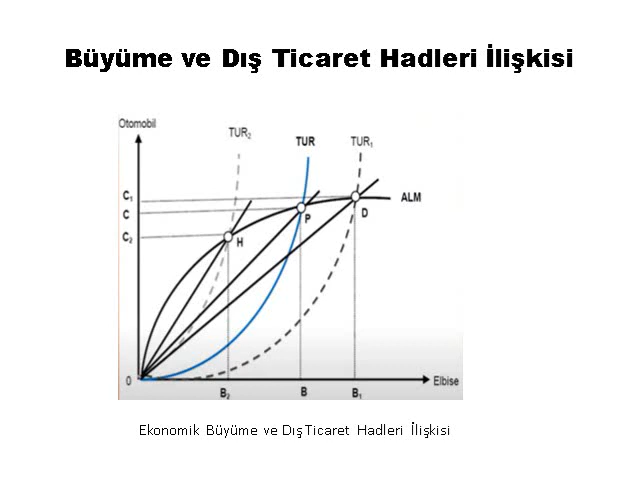 Büyüme ve Dış Ticaret Hadleri İlişkisi
Otomobil
TUR₂
TUR
TUR₁
C₁
ALM
C
P
D
C₂
H
0
B₂
B
B₁
Elbise
Ekonomik Büyüme ve Dış Ticaret Hadleri İlişkisi